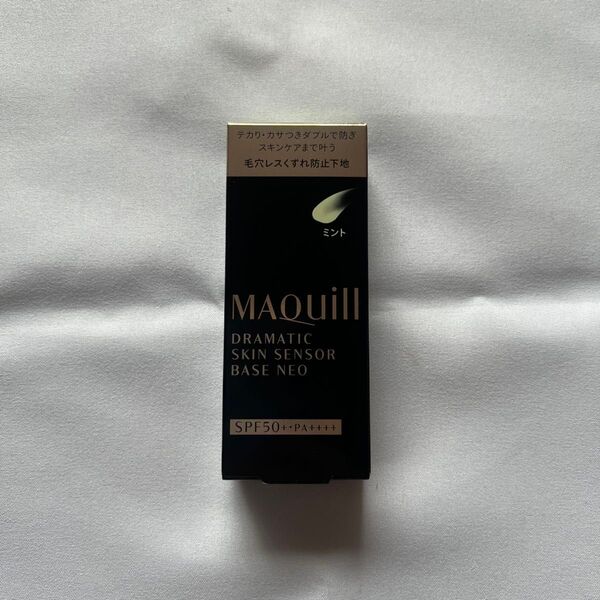 テカリ・カサつきダブルで防ぎ
スキンケアまで叶う
毛穴レスくずれ防止下地
ミント
MAQuill
DRAMATIC
SKIN SENSOR
BASE NEO
SPF50+・PA++++